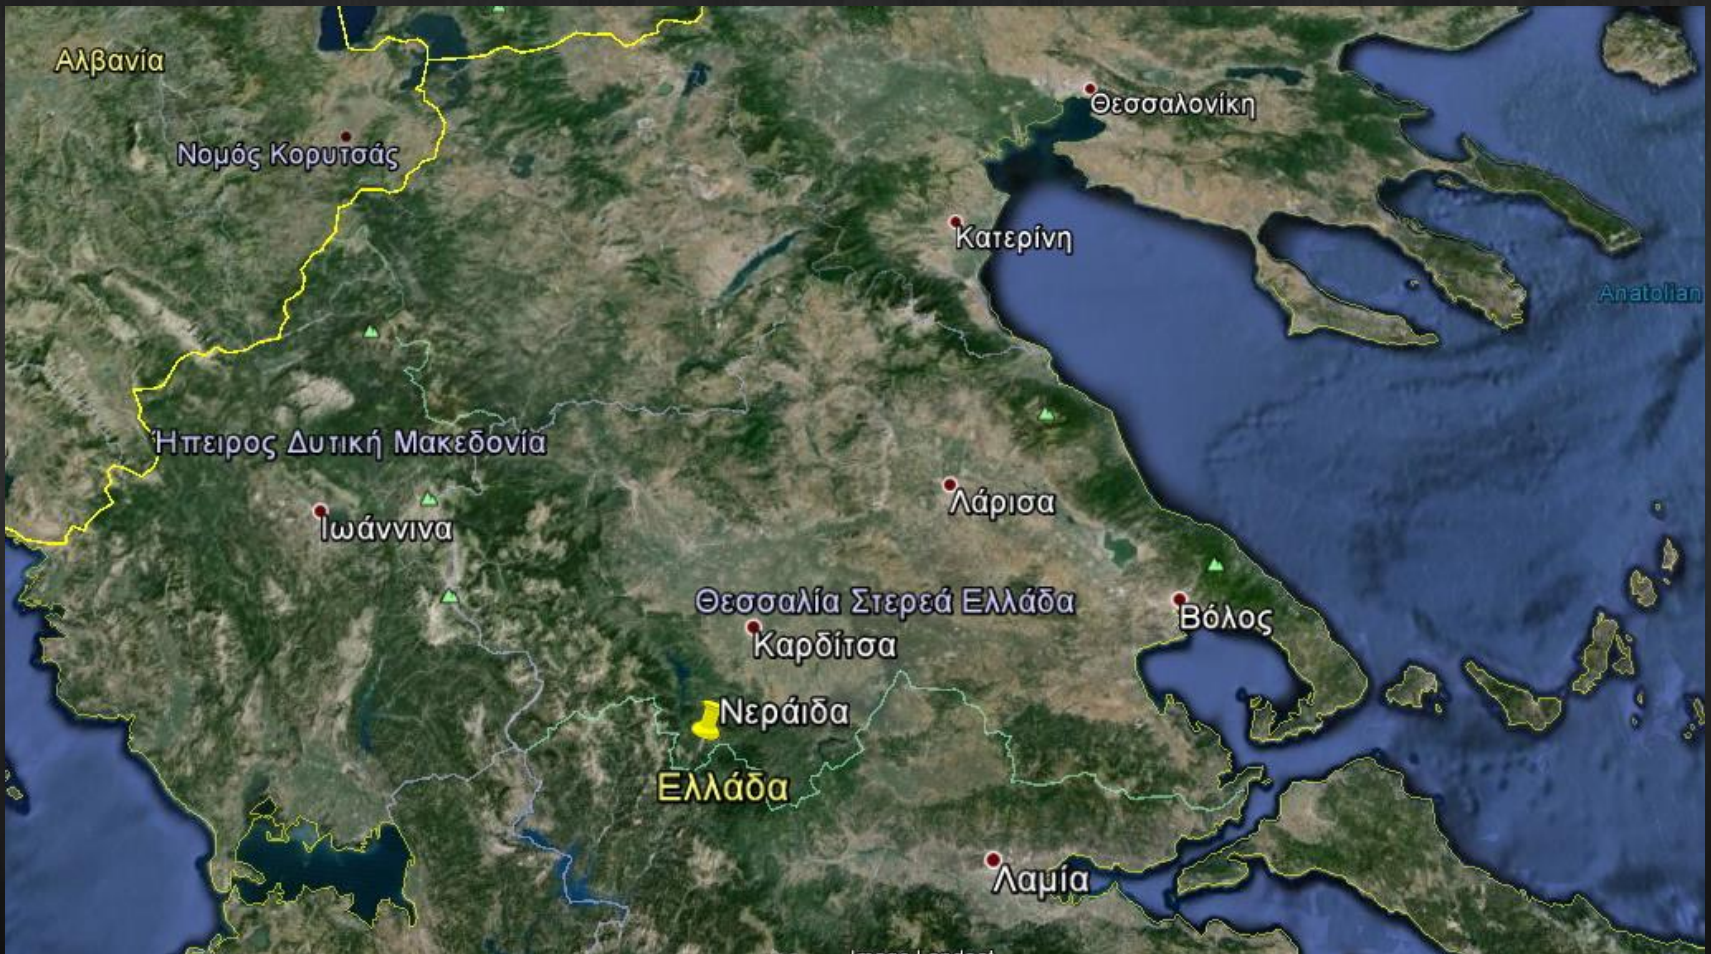 Αλβανία
Θεσσαλονίκη
Νομός Κορυτσάς
Κατερίνη
Anatolian
Ήπειρος Δυτική Μακεδονία
Λάρισα
Ιωάννινα
Θεσσαλία Στερεά Ελλάδα
Βόλος
Καρδίτσα
Νεράιδα
Ελλάδα
Λαμία